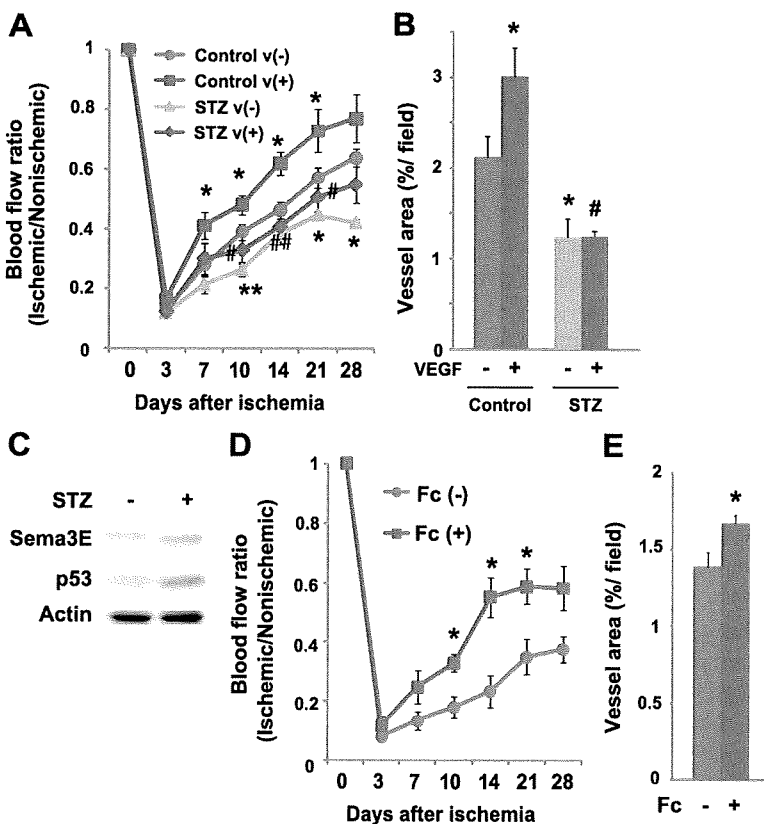 A
Blood flow ratio
(Ischemic/Nonischemic)
1
0.8
0.6
0.4
0.2
0
Control v(-)
Control v(+)
STZ v(-)
STZ v(+)
*
*
*
*
#
#
##
**
*
*
0 3 7 10 14 21 28
Days after ischemia
B
Vessel area (%/ field)
3
2
1
0
*
*
#
VEGF - + - +
Control STZ
C
STZ - +
Sema3E
p53
Actin
D
Blood flow ratio
(Ischemic/Nonischemic)
1
0.8
0.6
0.4
0.2
0
Fc (-)
Fc (+)
*
*
*
0 3 7 10 14 21 28
Days after ischemia
E
Vessel area (%/ field)
2
1.5
1
0.5
0
*
Fc - +